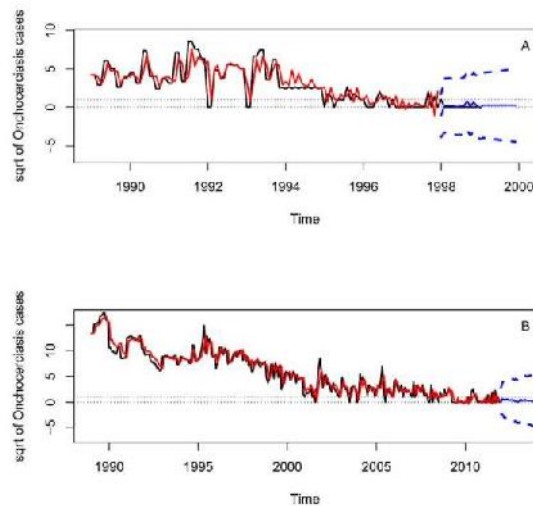 A
sqrt of Onchocerciasis cases
10
5
0
-5
1990 1992 1994 1996 1998 2000
Time
B
sqrt of Onchocerciasis cases
10
5
0
-5
1990 1995 2000 2005 2010
Time